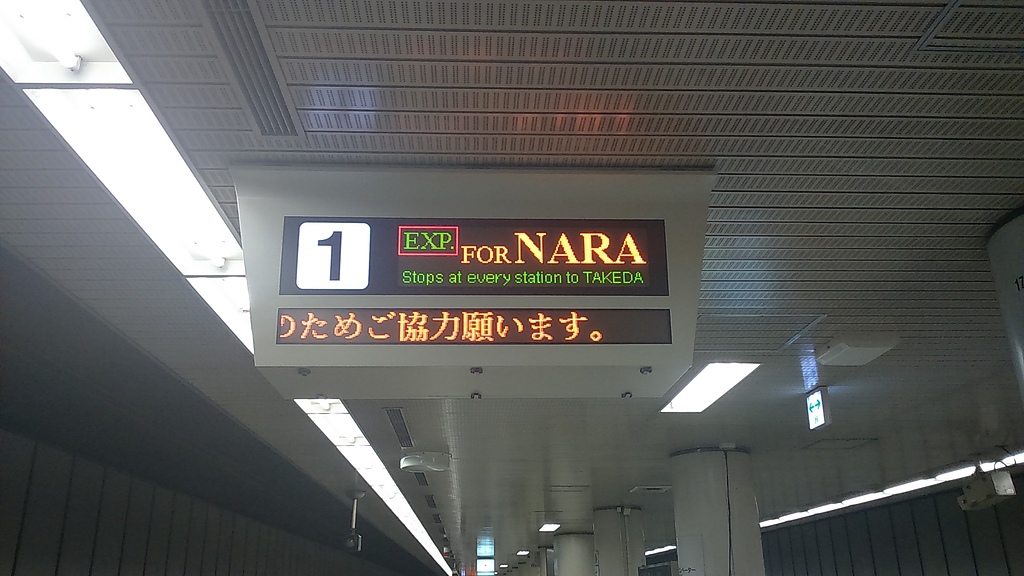 1
EXP. FOR NARA
Stops at every station to TAKEDA
のためご協力願います。